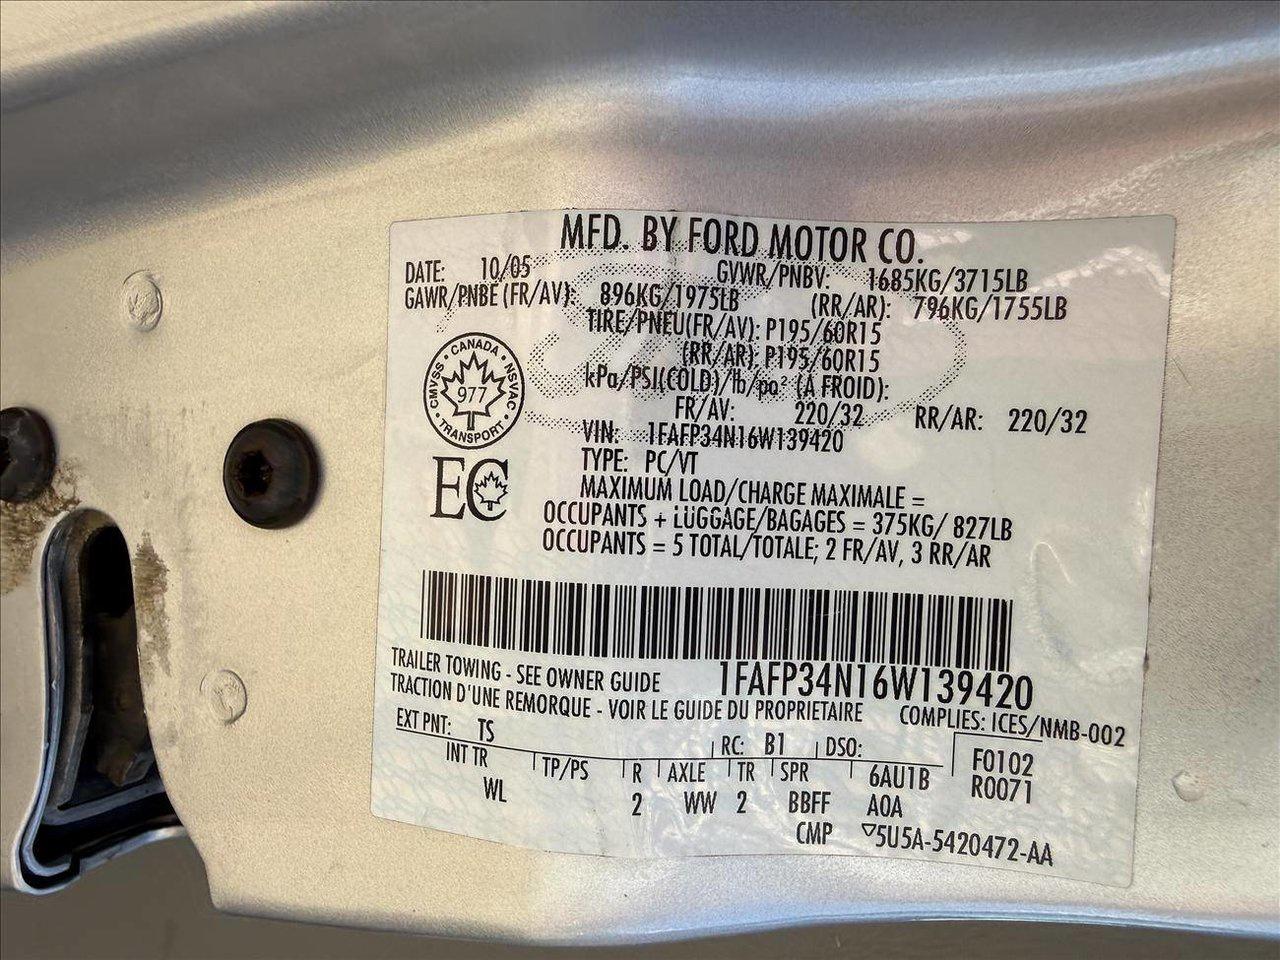 MFD. BY FORD MOTOR CO.
DATE: 10/05 GVWR/PNBV: 1685KG/3715LB
GAWR/PNBE (FR/AV): 896KG/1975LB (RR/AR): 796KG/1755LB
TIRE/PNEU(FR/AV): P195/60R15
(RR/AR): P195/60R15
kPa/PSI(COLD)/lb/po² (À FROID):
FR/AV: 220/32 RR/AR: 220/32
VIN: 1FAFP34N16W139420
TYPE: PC/VT
CMVSS • CANADA • NSVAC • TRANSPORT •
977
EC
MAXIMUM LOAD/CHARGE MAXIMALE =
OCCUPANTS + LUGGAGE/BAGAGES = 375KG/ 827LB
OCCUPANTS = 5 TOTAL/TOTALE; 2 FR/AV, 3 RR/AR
TRAILER TOWING - SEE OWNER GUIDE 1FAFP34N16W139420
TRACTION D'UNE REMORQUE - VOIR LE GUIDE DU PROPRIETAIRE COMPLIES: ICES/NMB-002
EXT PNT: TS RC: B1 DSO: F0102
INT TR TP/PS R AXLE TR SPR 6AU1B R0071
WL 2 WW 2 BBFF AOA
CMP ▽5U5A-5420472-AA